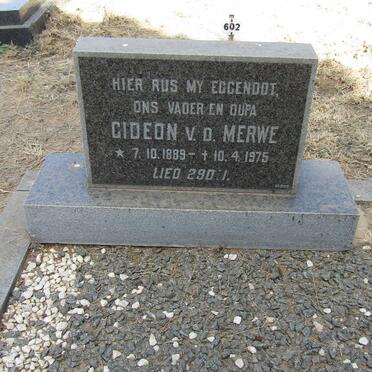 602
HIER RUS MY EGGENOOT,
ONS VADER EN OUPA
GIDEON V. D. MERWE
★ 7.10.1889 – ✝ 10.4.1975
LIED 290:1.